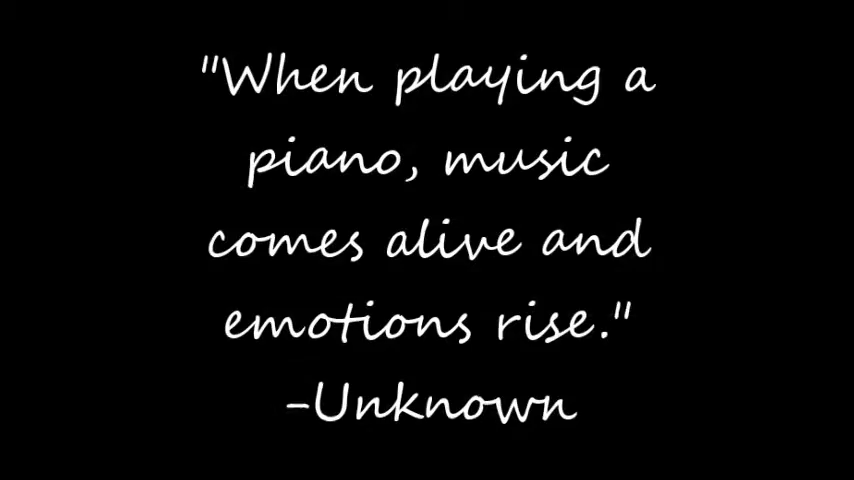 "When playing a
piano, music
comes alive and
emotions rise."
-Unknown